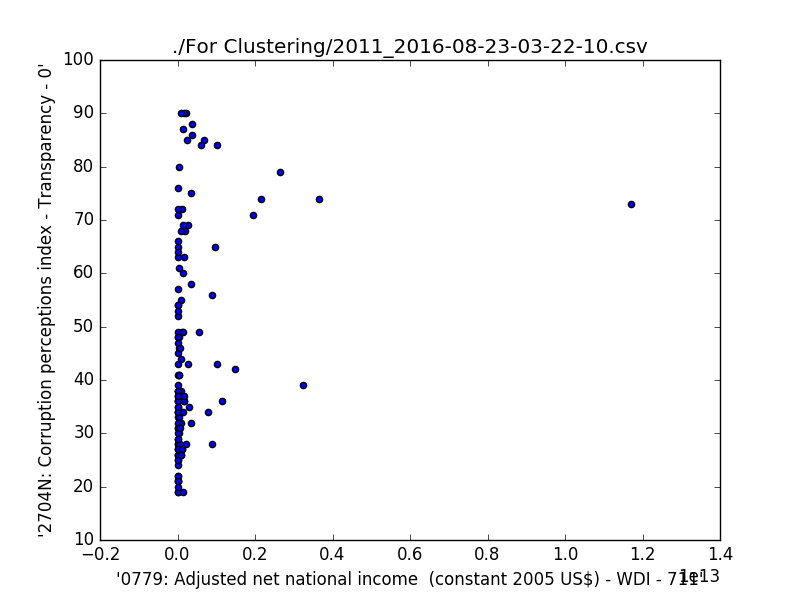 ./For Clustering/2011_2016-08-23-03-22-10.csv
'2704N: Corruption perceptions index - Transparency - 0'
100
90
80
70
60
50
40
30
20
10
−0.2 0.0 0.2 0.4 0.6 0.8 1.0 1.2 1.4
1e13
'0779: Adjusted net national income (constant 2005 US$) - WDI - 711'